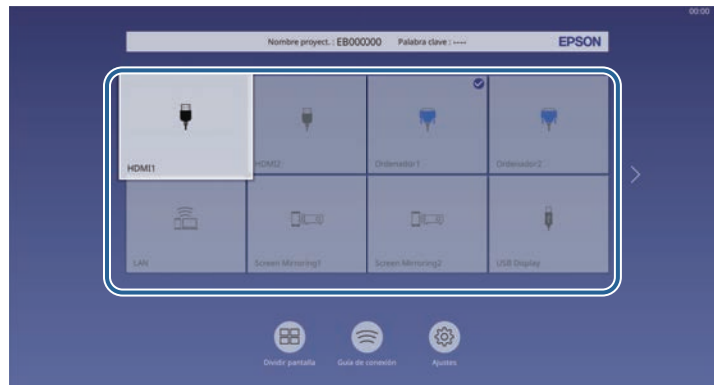 00:00
Nombre proyect. : EB000000 Palabra clave : ---- EPSON
HDMI1 HDMI2 Ordenador1 Ordenador2
LAN Screen Mirroring1 Screen Mirroring2 USB Display
Dividir pantalla Guía de conexión Ajustes